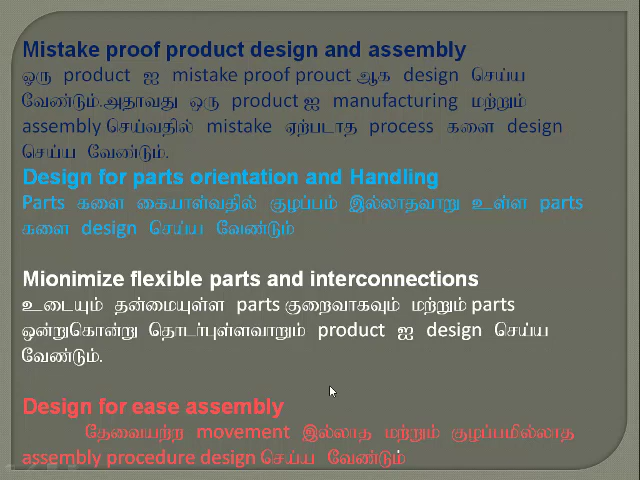 Mistake proof product design and assembly
ஓரு product ஐ mistake proof prouct ஆக design செய்ய
வேண்டும்.அதாவது ஒரு product ஐ manufacturing மற்றும்
assembly செய்வதில் mistake ஏற்படாத process களை design
செய்ய வேண்டும்.
Design for parts orientation and Handling
Parts களை கையாள்வதில் குழப்பம் இல்லாதவாறு உள்ள parts
களை design செய்ய வேண்டும்
Mionimize flexible parts and interconnections
உடையும் தன்மையுள்ள parts குறைவாகவும் மற்றும் parts
ஒன்றுகொன்று தொடர்புள்ளவாறும் product ஐ design செய்ய
வேண்டும்.
Design for ease assembly
தேவையற்ற movement இல்லாத மற்றும் குழப்பமில்லாத
assembly procedure design செய்ய வேண்டும்